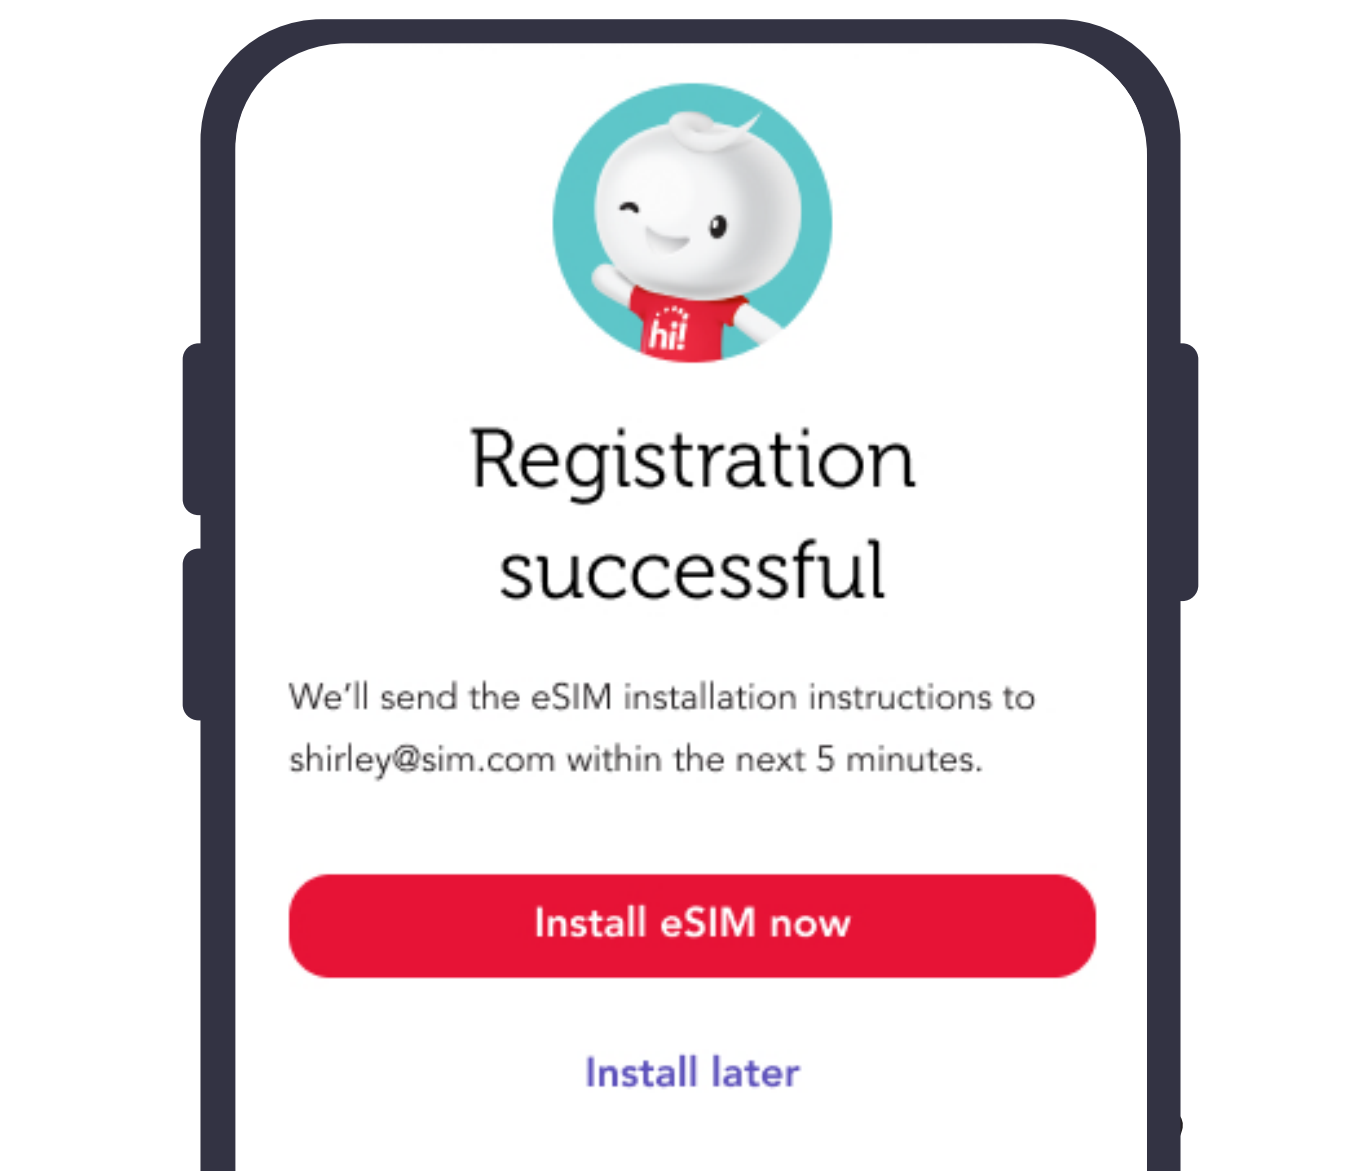 hi!
Registration
successful
We’ll send the eSIM installation instructions to
shirley@sim.com within the next 5 minutes.
Install eSIM now
Install later